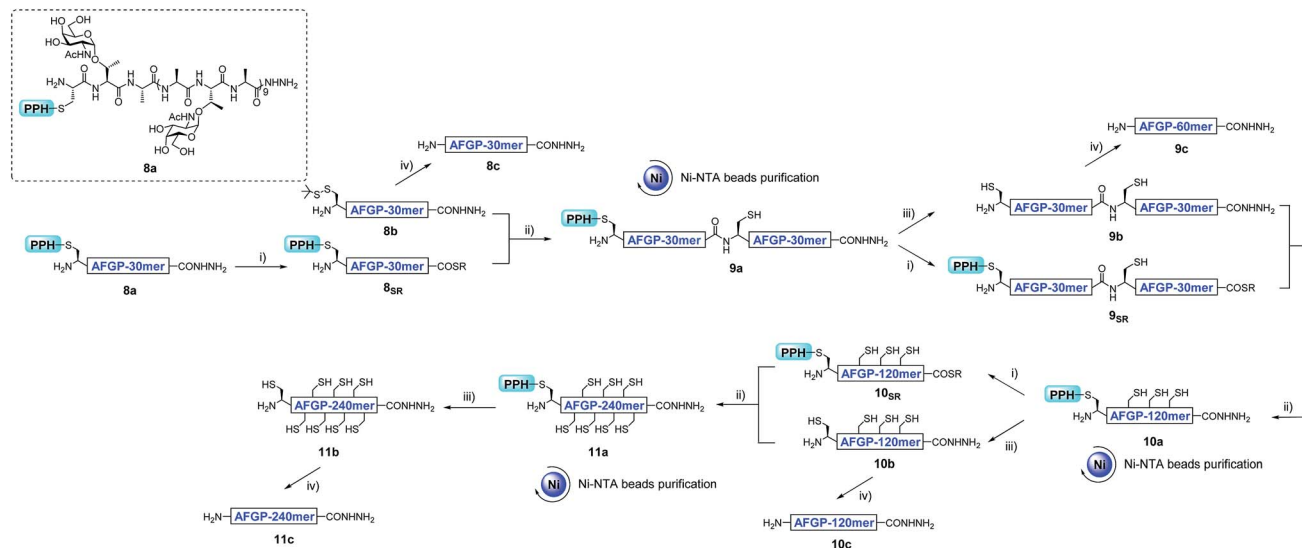 OH
OH
HO
AcHN
O
O
H₂N
PPH
S
O
N
H
O
H
N
O
N
H
O
H
N
O
N
H
O
9
NHNH₂
AcHN
O
HO
HO
O
OH
8a
H₂N
AFGP-30mer
CONHNH₂
8c
iv)
S
S
H₂N
AFGP-30mer
CONHNH₂
8b
PPH
S
H₂N
AFGP-30mer
CONHNH₂
8a
i)
PPH
S
H₂N
AFGP-30mer
COSR
8SR
ii)
Ni
Ni-NTA beads purification
PPH
S
H₂N
AFGP-30mer
O
N
H
SH
AFGP-30mer
CONHNH₂
9a
iii)
i)
H₂N
AFGP-60mer
CONHNH₂
9c
iv)
HS
H₂N
AFGP-30mer
O
N
H
SH
AFGP-30mer
CONHNH₂
9b
PPH
S
H₂N
AFGP-30mer
O
N
H
SH
AFGP-30mer
COSR
9SR
HS
SH SH SH
H₂N
AFGP-240mer
CONHNH₂
HS HS HS HS
11b
iv)
H₂N
AFGP-240mer
CONHNH₂
11c
iii)
PPH
S
SH SH SH
H₂N
AFGP-240mer
CONHNH₂
HS HS HS HS
11a
Ni
Ni-NTA beads purification
ii)
PPH
S
SH SH SH
H₂N
AFGP-120mer
COSR
10SR
HS
SH SH SH
H₂N
AFGP-120mer
CONHNH₂
10b
iv)
H₂N
AFGP-120mer
CONHNH₂
10c
i)
iii)
PPH
S
SH SH SH
H₂N
AFGP-120mer
CONHNH₂
10a
ii)
Ni
Ni-NTA beads purification